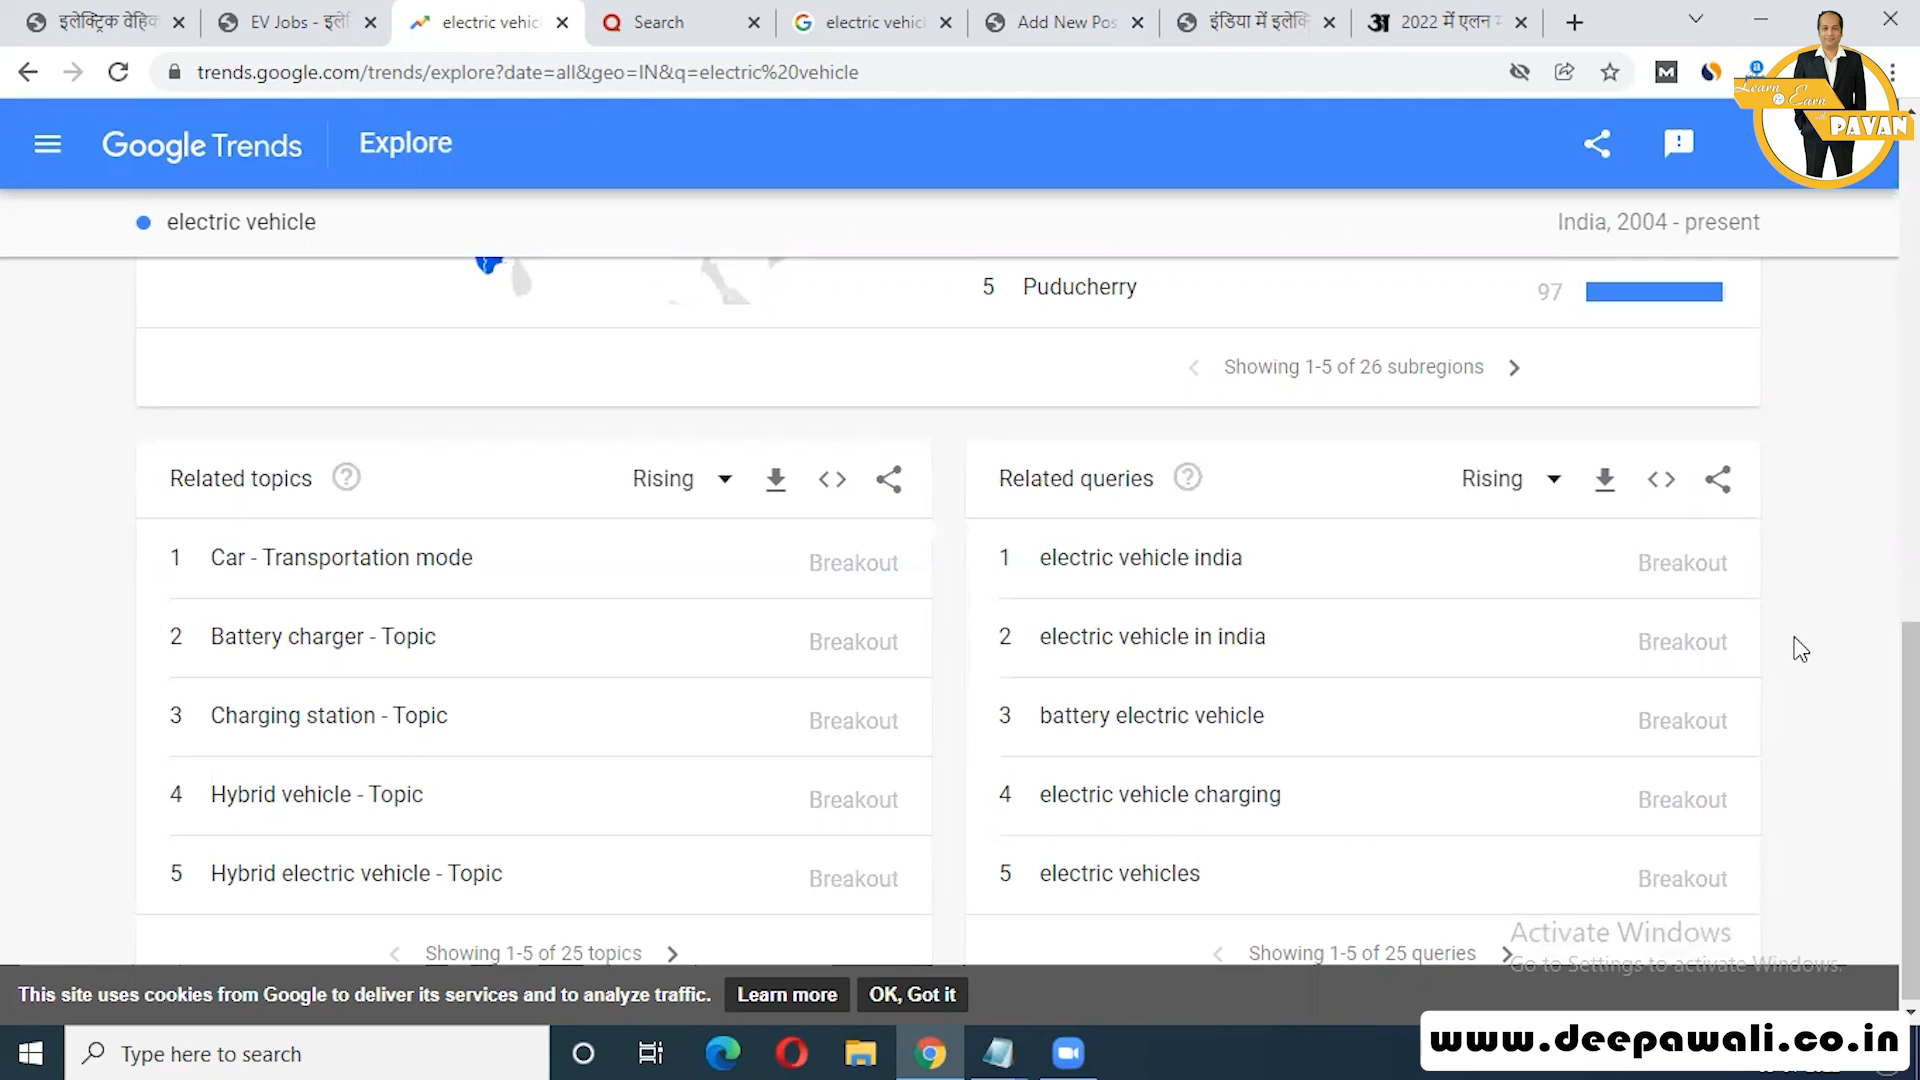 इलेक्ट्रिक वेहिक
EV Jobs - इले
electric vehic
Search
electric vehicl
Add New Pos
इंडिया में इलेक्ट्रि
2022 में एलन म
trends.google.com/trends/explore?date=all&geo=IN&q=electric%20vehicle
Learn & Earn
with
PAVAN
Google Trends
Explore
electric vehicle
India, 2004 - present
5 Puducherry 97
Showing 1-5 of 26 subregions
Related topics
Rising
1 Car - Transportation mode Breakout
2 Battery charger - Topic Breakout
3 Charging station - Topic Breakout
4 Hybrid vehicle - Topic Breakout
5 Hybrid electric vehicle - Topic Breakout
Showing 1-5 of 25 topics
Related queries
Rising
1 electric vehicle india Breakout
2 electric vehicle in india Breakout
3 battery electric vehicle Breakout
4 electric vehicle charging Breakout
5 electric vehicles Breakout
Showing 1-5 of 25 queries
Activate Windows
Go to Settings to activate Windows.
This site uses cookies from Google to deliver its services and to analyze traffic.
Learn more
OK, Got it
Type here to search
www.deepawali.co.in